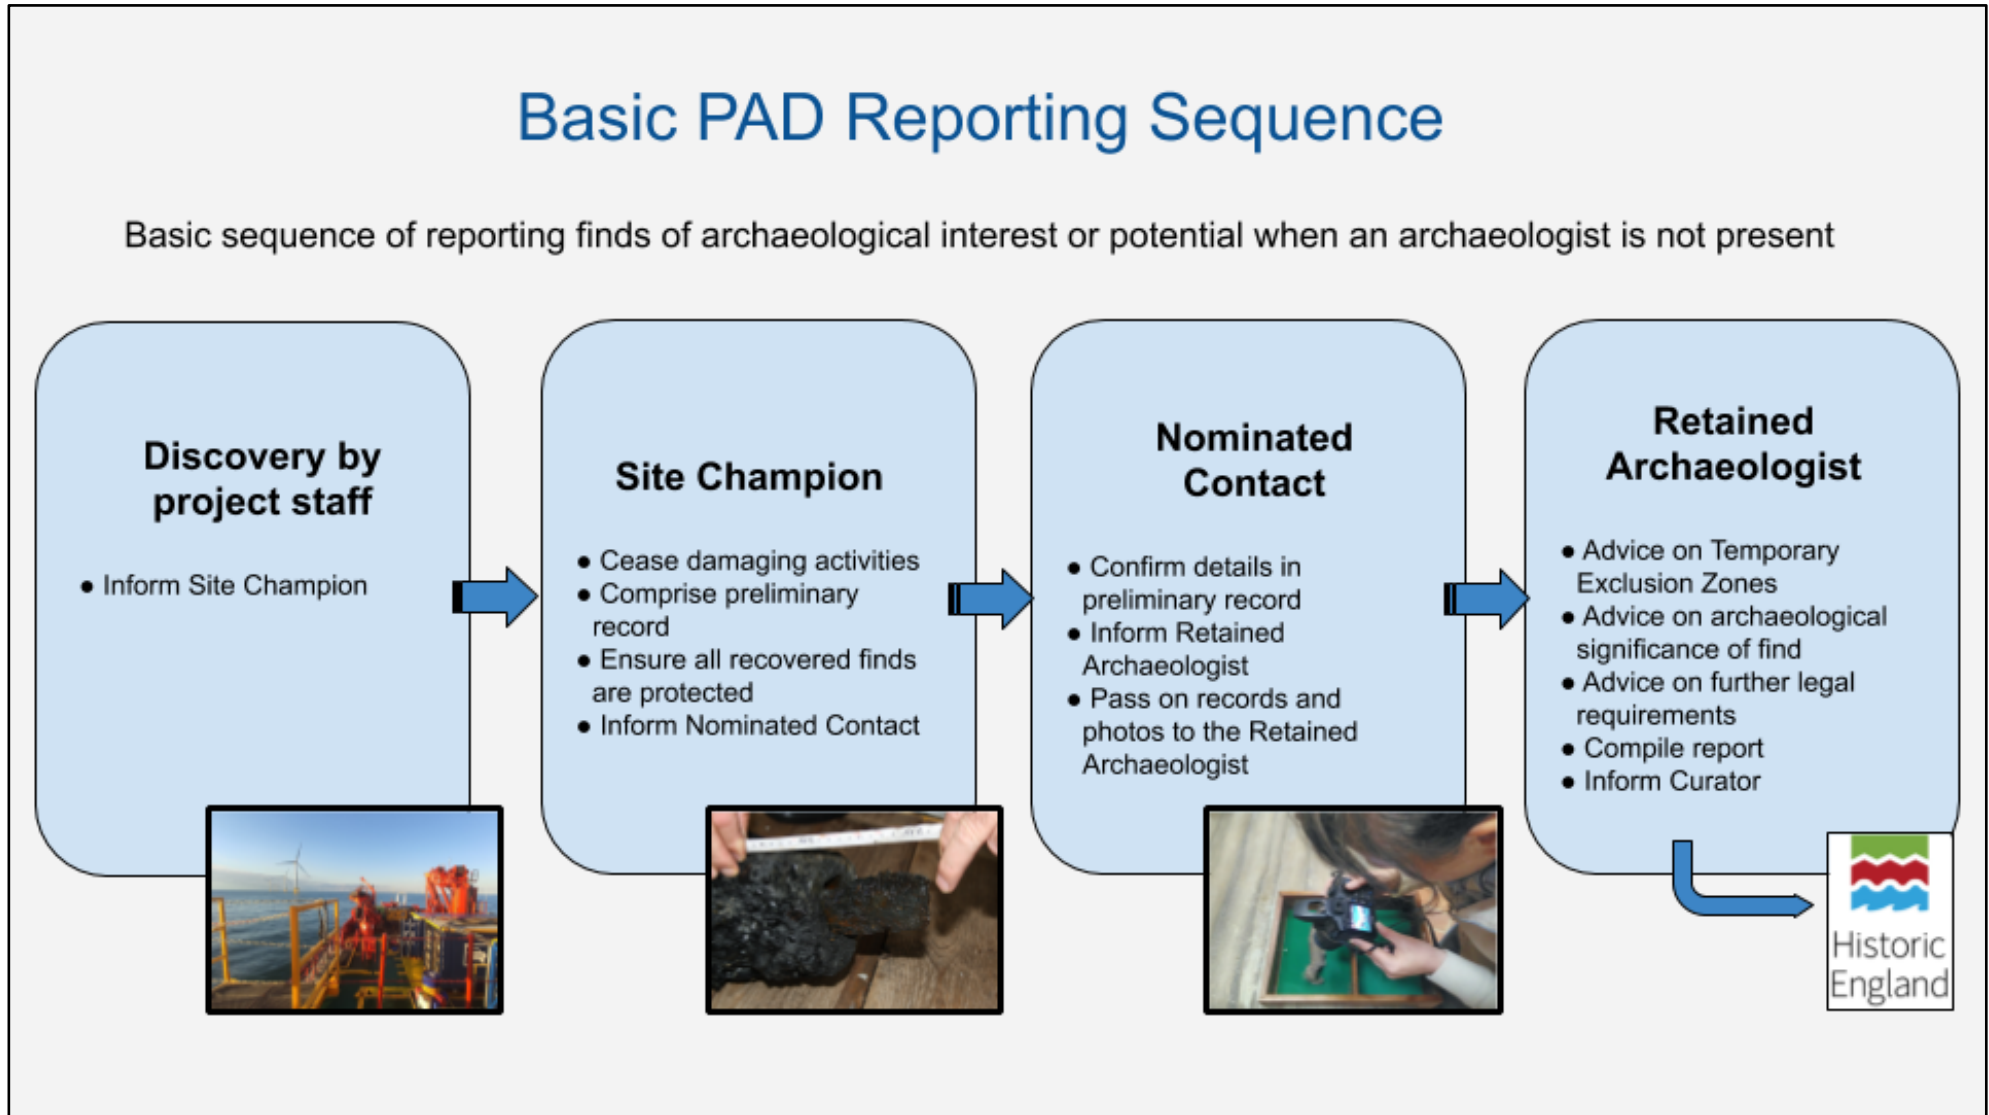 Basic PAD Reporting Sequence
Basic sequence of reporting finds of archaeological interest or potential when an archaeologist is not present
Discovery by
project staff
● Inform Site Champion
Site Champion
● Cease damaging activities
● Comprise preliminary
record
● Ensure all recovered finds
are protected
● Inform Nominated Contact
Nominated
Contact
● Confirm details in
preliminary record
● Inform Retained
Archaeologist
● Pass on records and
photos to the Retained
Archaeologist
Retained
Archaeologist
● Advice on Temporary
Exclusion Zones
● Advice on archaeological
significance of find
● Advice on further legal
requirements
● Compile report
● Inform Curator
Historic
England